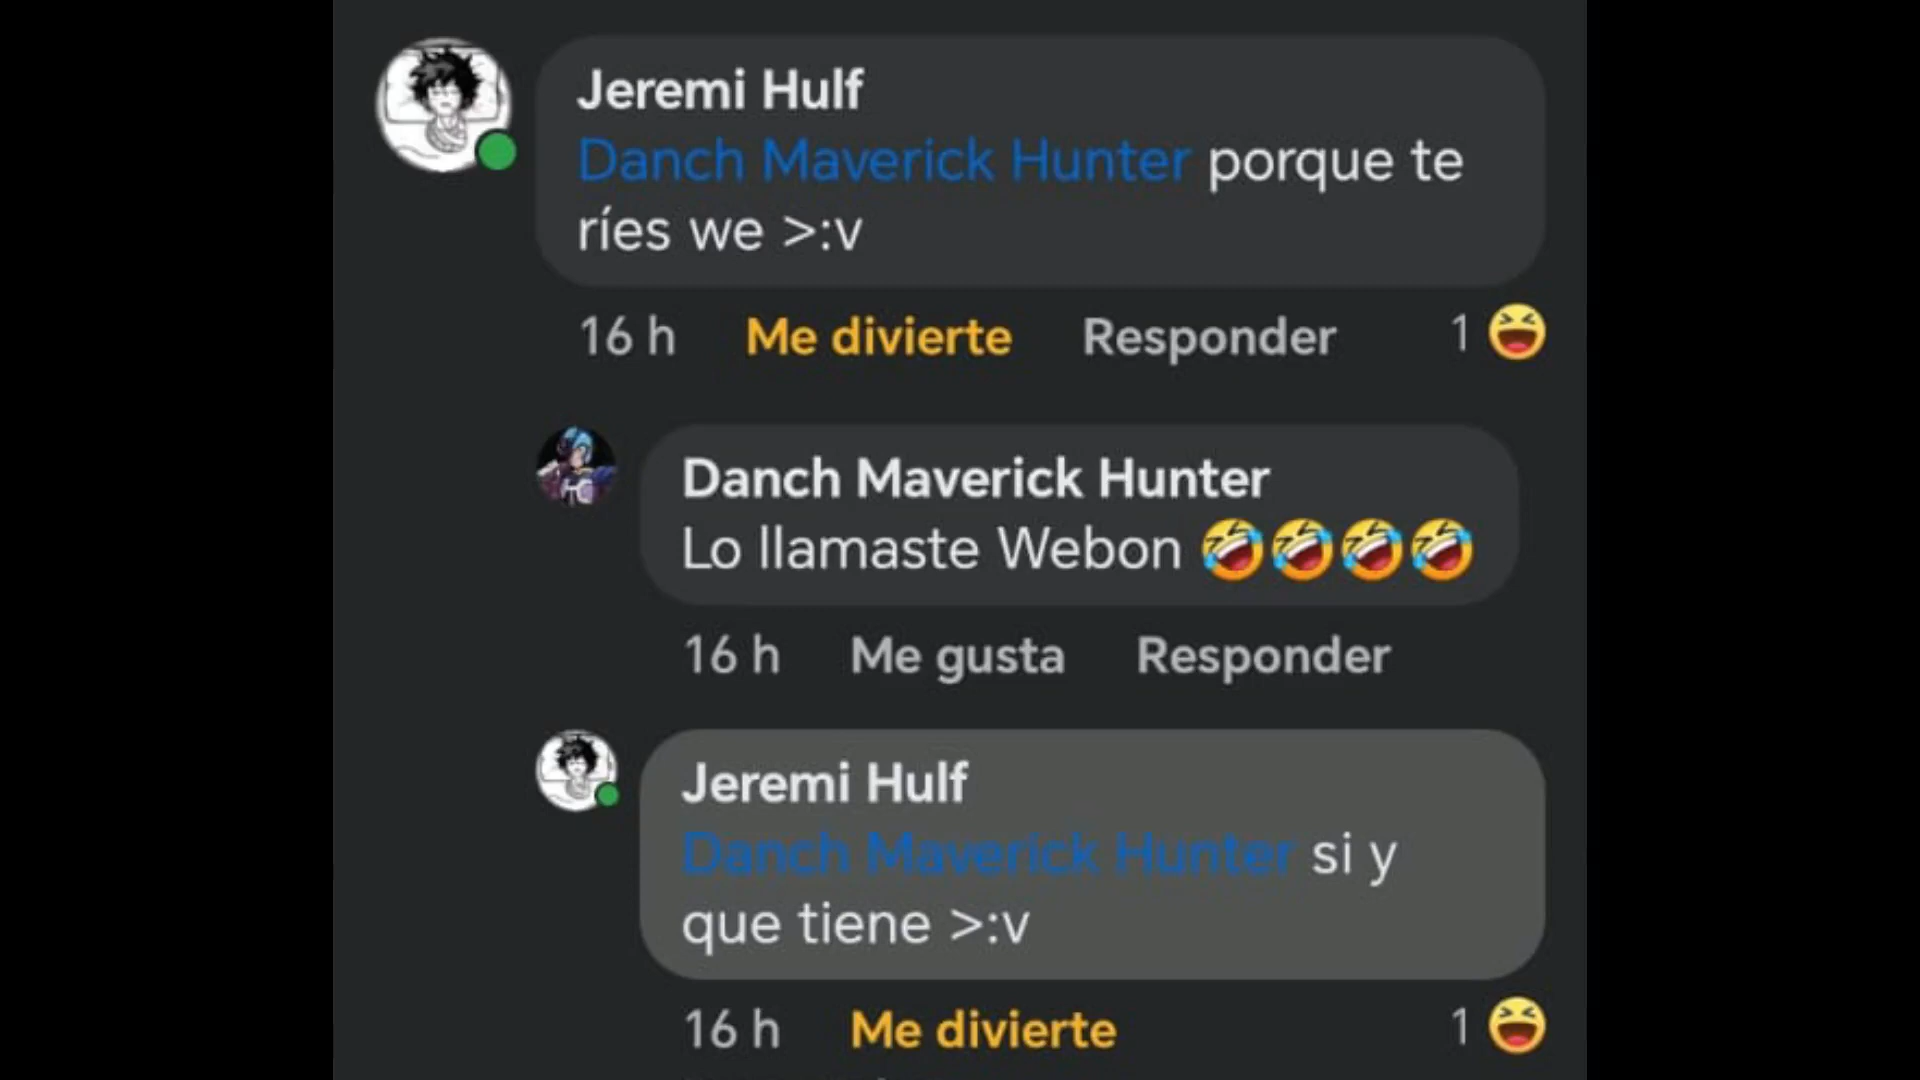 Jeremi Hulf
Danch Maverick Hunter porque te
ríes we >:v
16 h Me divierte Responder 1
Danch Maverick Hunter
Lo llamaste Webon 🤣🤣🤣🤣
16 h Me gusta Responder
Jeremi Hulf
Danch Maverick Hunter si y
que tiene >:v
16 h Me divierte 1